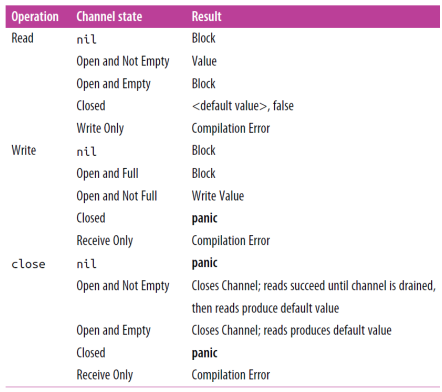 Operation Channel state Result
Read nil Block
Open and Not Empty Value
Open and Empty Block
Closed <default value>, false
Write Only Compilation Error
Write nil Block
Open and Full Block
Open and Not Full Write Value
Closed panic
Receive Only Compilation Error
close nil panic
Open and Not Empty Closes Channel; reads succeed until channel is drained,
then reads produce default value
Open and Empty Closes Channel; reads produces default value
Closed panic
Receive Only Compilation Error